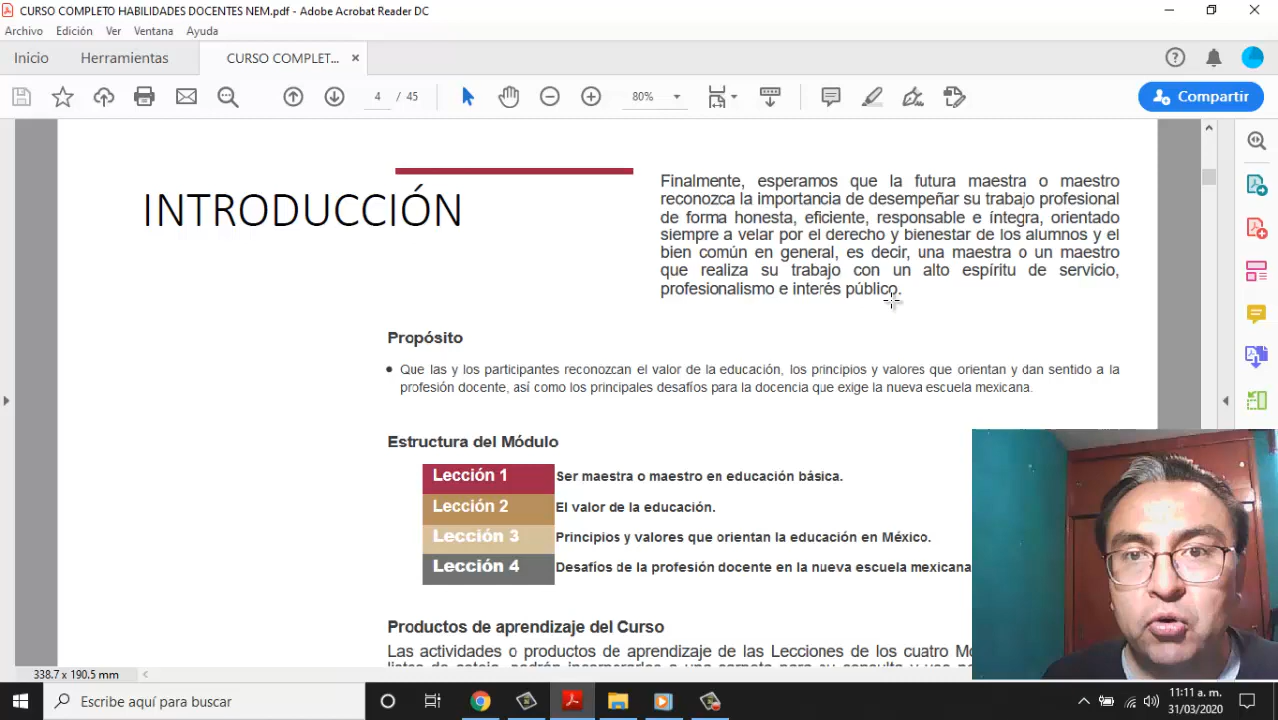 CURSO COMPLETO HABILIDADES DOCENTES NEM.pdf - Adobe Acrobat Reader DC
Archivo Edición Ver Ventana Ayuda
Inicio Herramientas CURSO COMPLET...
4 / 45 80% Compartir
INTRODUCCIÓN
Finalmente, esperamos que la futura maestra o maestro
reconozca la importancia de desempeñar su trabajo profesional
de forma honesta, eficiente, responsable e íntegra, orientado
siempre a velar por el derecho y bienestar de los alumnos y el
bien común en general, es decir, una maestra o un maestro
que realiza su trabajo con un alto espíritu de servicio,
profesionalismo e interés público.
Propósito
• Que las y los participantes reconozcan el valor de la educación, los principios y valores que orientan y dan sentido a la
profesión docente, así como los principales desafíos para la docencia que exige la nueva escuela mexicana.
Estructura del Módulo
Lección 1 Ser maestra o maestro en educación básica.
Lección 2 El valor de la educación.
Lección 3 Principios y valores que orientan la educación en México.
Lección 4 Desafíos de la profesión docente en la nueva escuela mexicana
Productos de aprendizaje del Curso
Las actividades o productos de aprendizaje de las Lecciones de los cuatro
338.7 x 190.5 mm
Escribe aquí para buscar
11:11 a. m.
31/03/2020